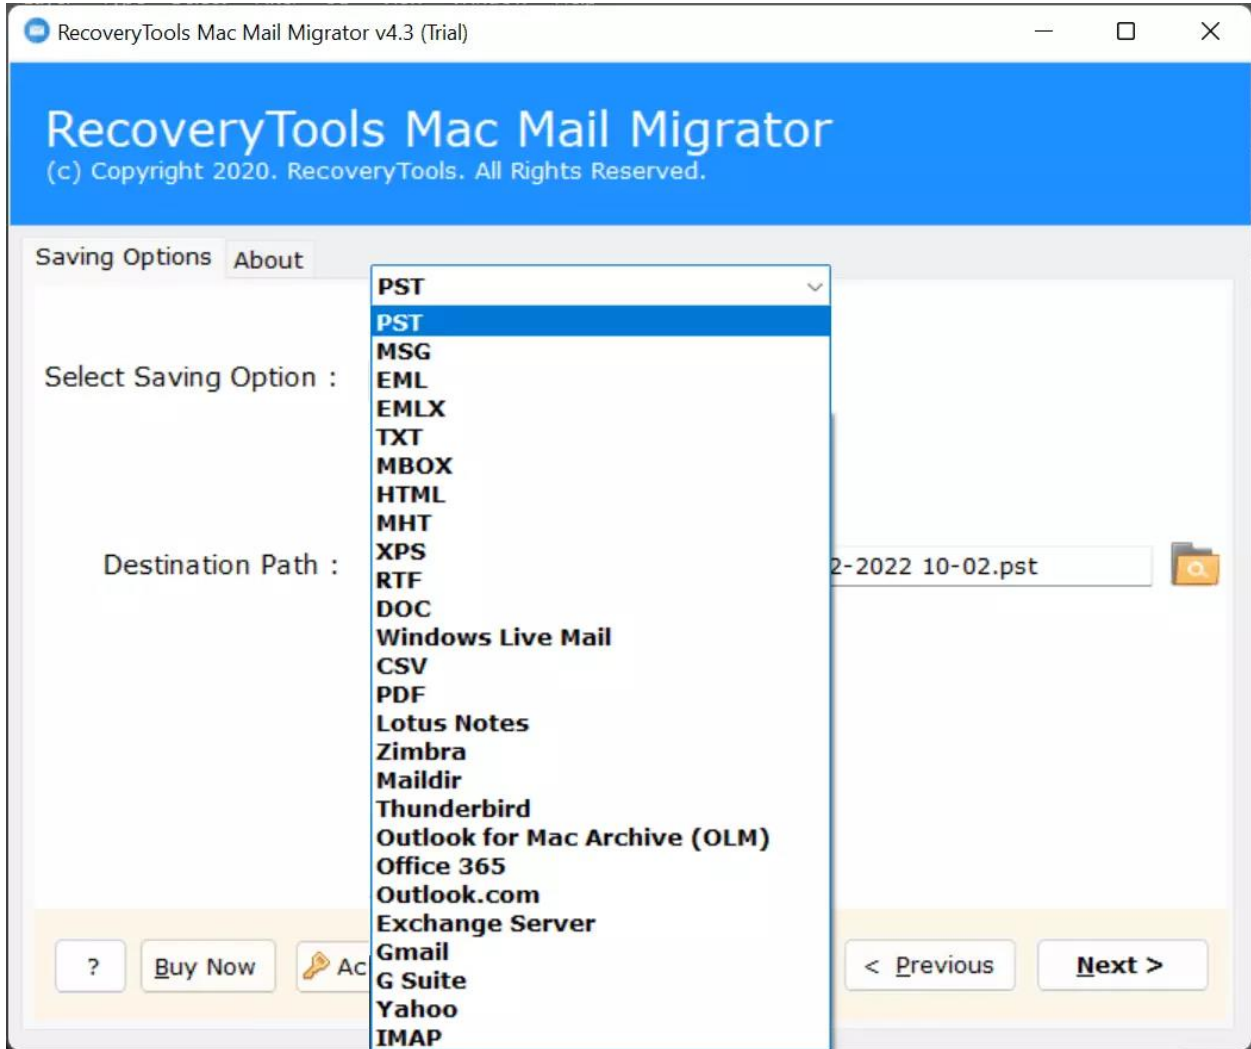 RecoveryTools Mac Mail Migrator v4.3 (Trial)
RecoveryTools Mac Mail Migrator
(c) Copyright 2020. RecoveryTools. All Rights Reserved.
Saving Options
About
PST
Select Saving Option :
PST
MSG
EML
EMLX
TXT
MBOX
HTML
MHT
XPS
RTF
DOC
Windows Live Mail
CSV
PDF
Lotus Notes
Zimbra
Maildir
Thunderbird
Outlook for Mac Archive (OLM)
Office 365
Outlook.com
Exchange Server
Gmail
G Suite
Yahoo
IMAP
Destination Path :
2-2022 10-02.pst
?
Buy Now
< Previous
Next >